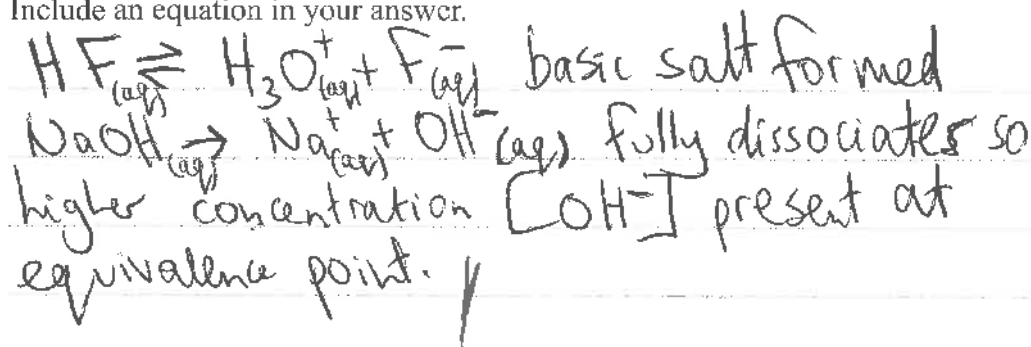 Include an equation in your answer.
HF(aq) ⇌ H₃O⁺(aq) + F⁻(aq) basic salt formed
NaOH(aq) → Na⁺(aq) + OH⁻(aq) fully dissociates so
higher concentration [OH⁻] present at
equivalence point.